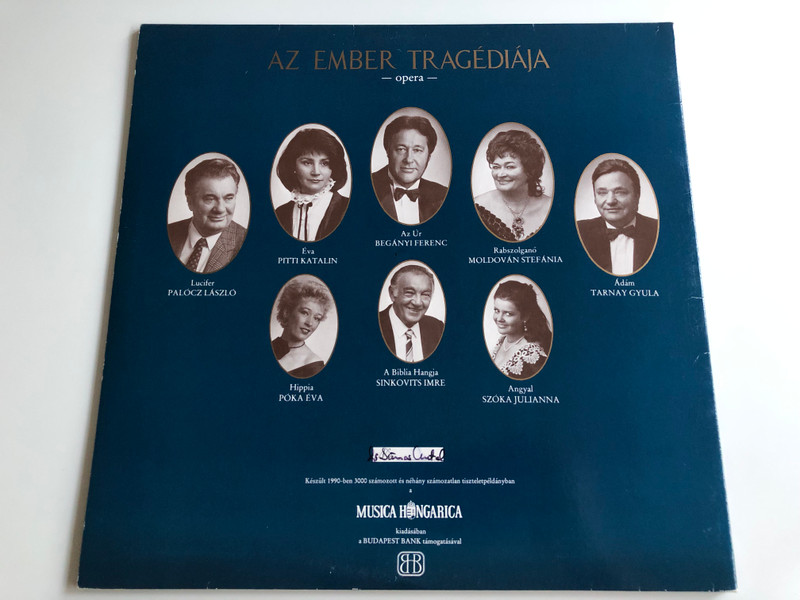 AZ EMBER TRAGÉDIÁJA
— opera —
Lucifer
PALÓCZ LÁSZLÓ
Éva
PITTI KATALIN
Az Úr
BEGÁNYI FERENC
Rabszolganő
MOLDOVÁN STEFÁNIA
Ádám
TARNAY GYULA
Hippia
PÓKA ÉVA
A Biblia Hangja
SINKOVITS IMRE
Angyal
SZÓKA JULIANNA
Készült 1990-ben 3000 számozott és néhány számozatlan tiszteletpéldányban
a
MUSICA HUNGARICA
kiadásában
a BUDAPEST BANK támogatásával